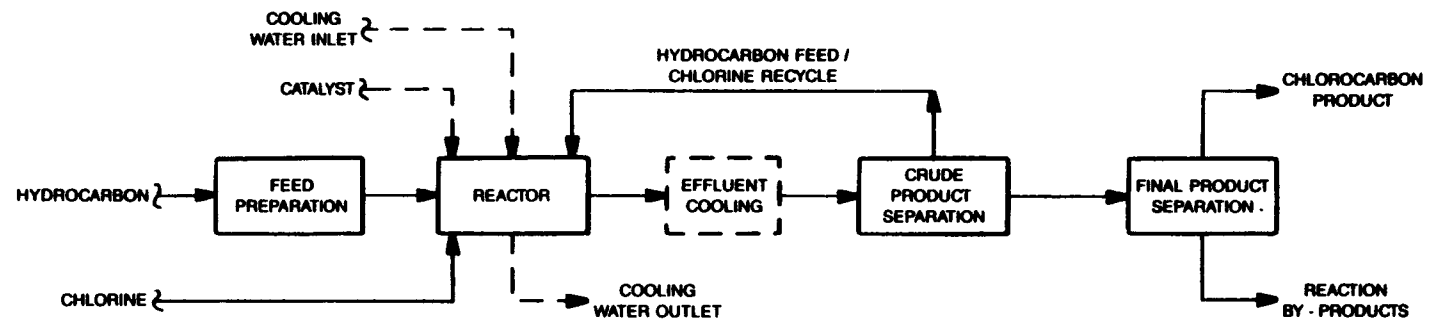 COOLING
WATER INLET
HYDROCARBON FEED /
CHLORINE RECYCLE
CATALYST
CHLOROCARBON
PRODUCT
HYDROCARBON
FEED
PREPARATION
REACTOR
EFFLUENT
COOLING
CRUDE
PRODUCT
SEPARATION
FINAL PRODUCT
SEPARATION .
CHLORINE
COOLING
WATER OUTLET
REACTION
BY - PRODUCTS